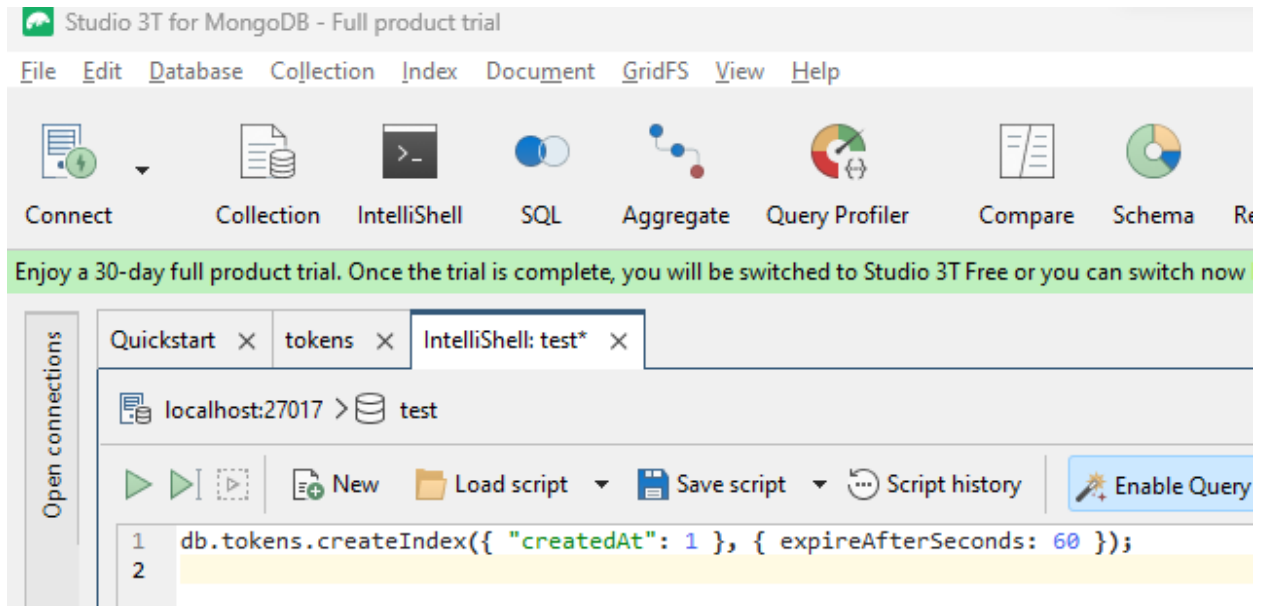 Studio 3T for MongoDB - Full product trial
File Edit Database Collection Index Document GridFS View Help
>_
{}
Connect Collection IntelliShell SQL Aggregate Query Profiler Compare Schema Re
Enjoy a 30-day full product trial. Once the trial is complete, you will be switched to Studio 3T Free or you can switch now
Open connections
Quickstart tokens IntelliShell: test*
localhost:27017 > test
New Load script Save script Script history Enable Query
1 db.tokens.createIndex({ "createdAt": 1 }, { expireAfterSeconds: 60 });
2